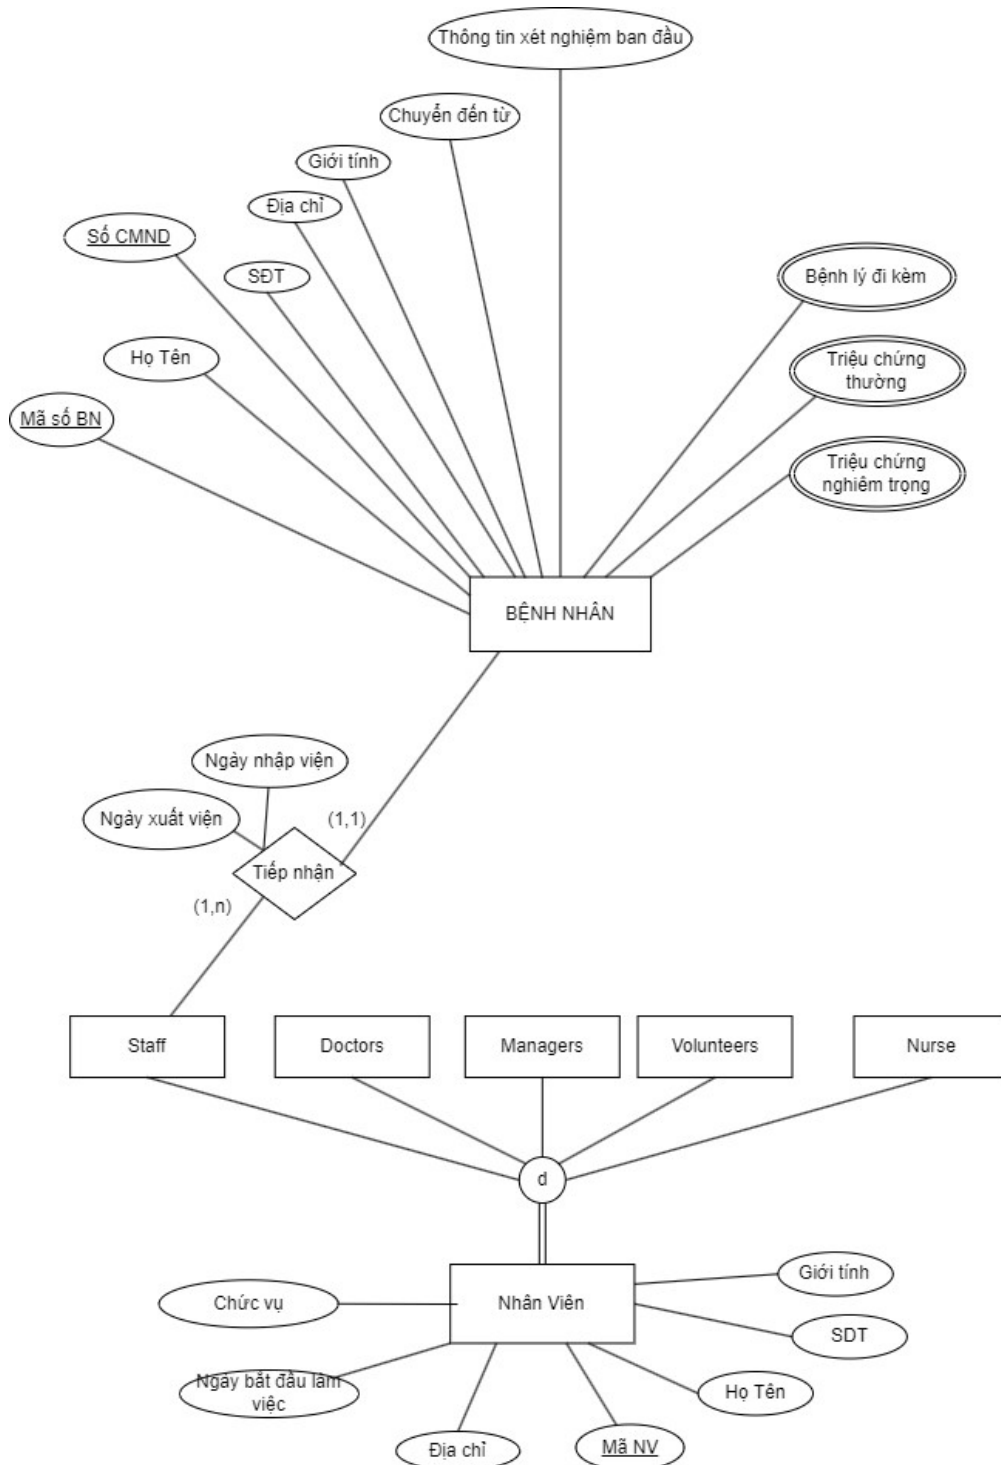 Thông tin xét nghiệm ban đầu
Chuyển đến từ
Giới tính
Địa chỉ
Số CMND
SĐT
Bệnh lý đi kèm
Họ Tên
Triệu chứng
thường
Mã số BN
Triệu chứng
nghiêm trọng
BỆNH NHÂN
Ngày nhập viện
Ngày xuất viện
(1,1)
Tiếp nhận
(1,n)
Staff
Doctors
Managers
Volunteers
Nurse
d
Giới tính
Chức vụ
Nhân Viên
SDT
Ngày bắt đầu làm
việc
Họ Tên
Địa chỉ
Mã NV